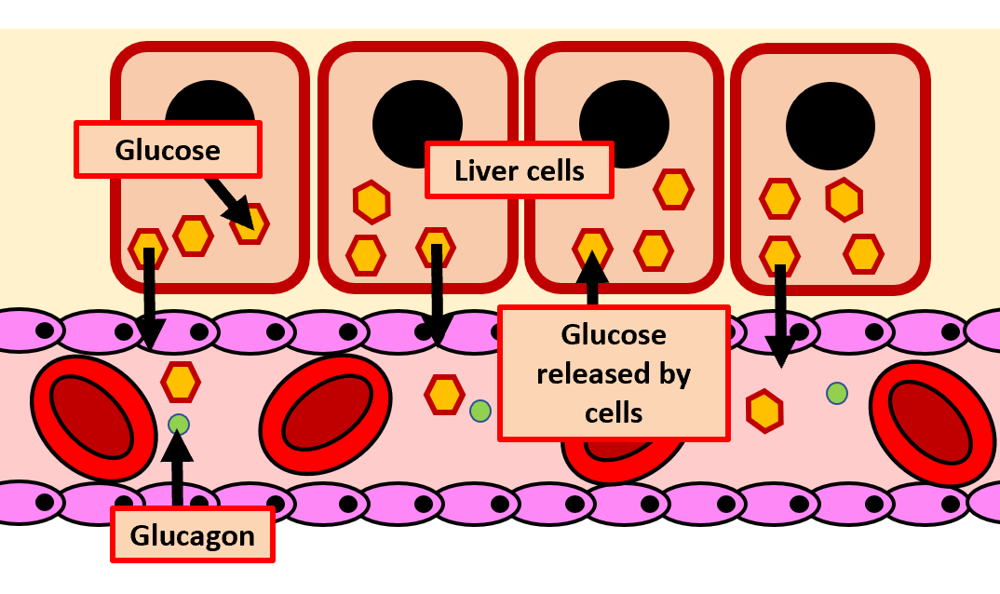 Glucose
Liver cells
Glucose
released by
cells
Glucagon